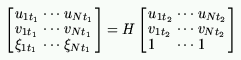 [ u_{1t_1} ⋯ u_{Nt_1} ] = H [ u_{1t_2} ⋯ u_{Nt_2} ]
[ v_{1t_1} ⋯ v_{Nt_1} ] [ v_{1t_2} ⋯ v_{Nt_2} ]
[ ξ_{1t_1} ⋯ ξ_{Nt_1} ] [ 1 ⋯ 1 ]